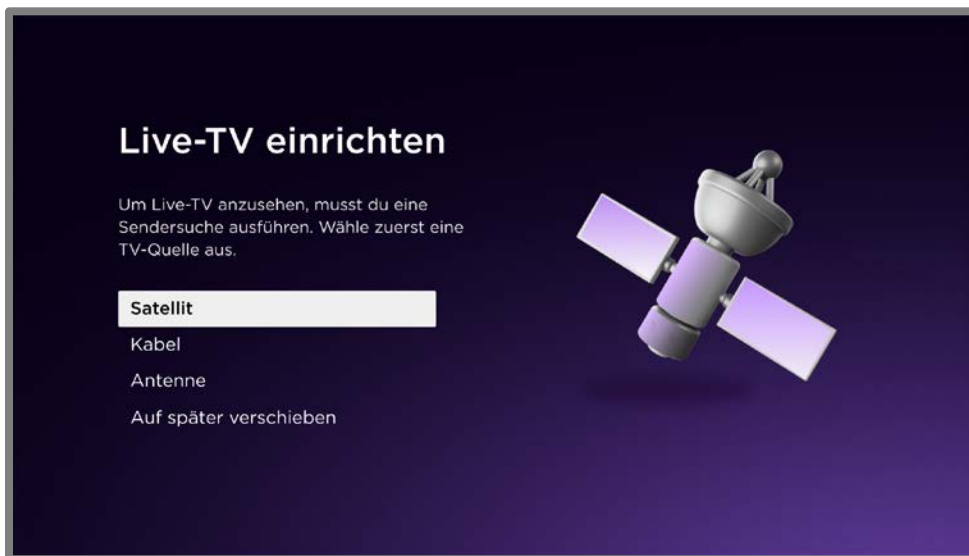 Live-TV einrichten
Um Live-TV anzusehen, musst du eine
Sendersuche ausführen. Wähle zuerst eine
TV-Quelle aus.
Satellit
Kabel
Antenne
Auf später verschieben